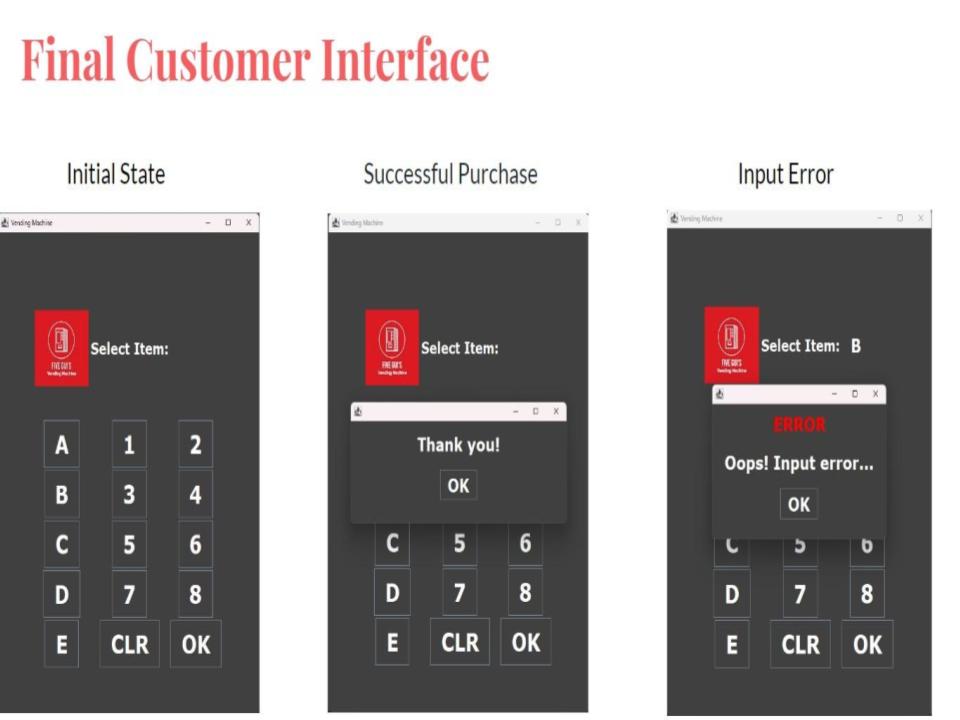 Final Customer Interface
Initial State
Successful Purchase
Input Error
Vending Machine
FIVE GUYS
Vending Machine
Select Item:
A 1 2
B 3 4
C 5 6
D 7 8
E CLR OK
Vending Machine
FIVE GUYS
Vending Machine
Select Item:
Thank you!
OK
C 5 6
D 7 8
E CLR OK
Vending Machine
FIVE GUYS
Vending Machine
Select Item: B
ERROR
Oops! Input error...
OK
C 5 6
D 7 8
E CLR OK